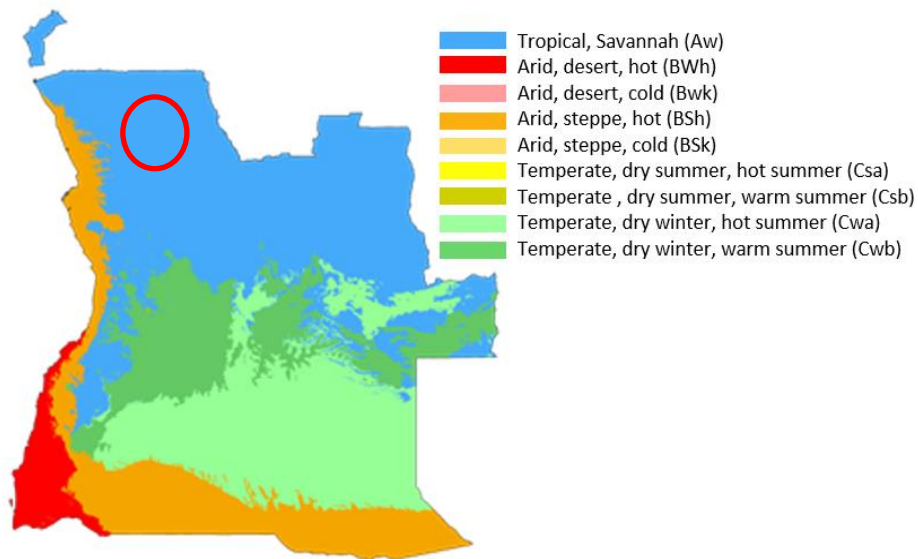 Tropical, Savannah (Aw)
Arid, desert, hot (BWh)
Arid, desert, cold (Bwk)
Arid, steppe, hot (BSh)
Arid, steppe, cold (BSk)
Temperate, dry summer, hot summer (Csa)
Temperate , dry summer, warm summer (Csb)
Temperate, dry winter, hot summer (Cwa)
Temperate, dry winter, warm summer (Cwb)